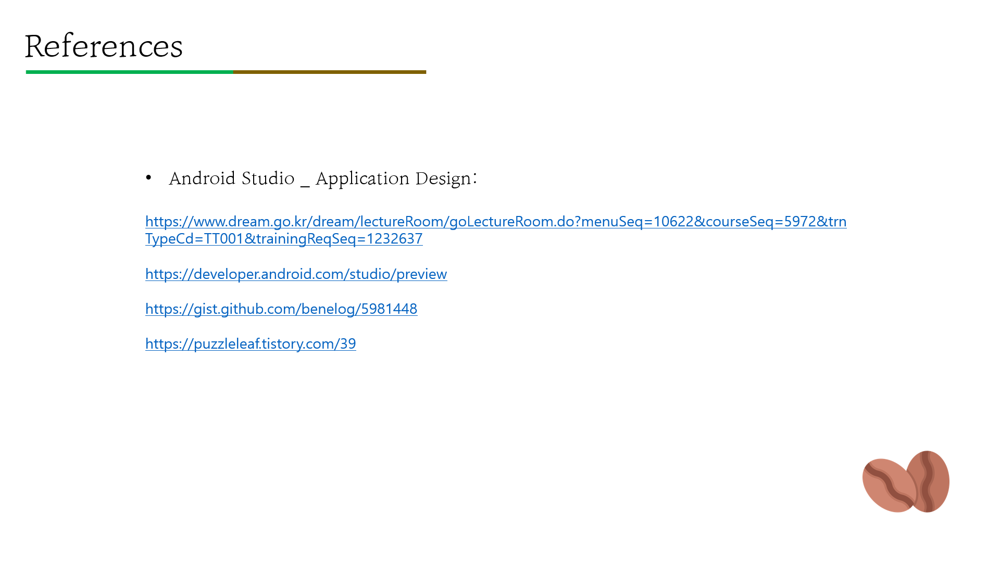 References
• Android Studio _ Application Design:
https://www.dream.go.kr/dream/lectureRoom/goLectureRoom.do?menuSeq=10622&courseSeq=5972&trn
TypeCd=TT001&trainingReqSeq=1232637
https://developer.android.com/studio/preview
https://gist.github.com/benelog/5981448
https://puzzleleaf.tistory.com/39